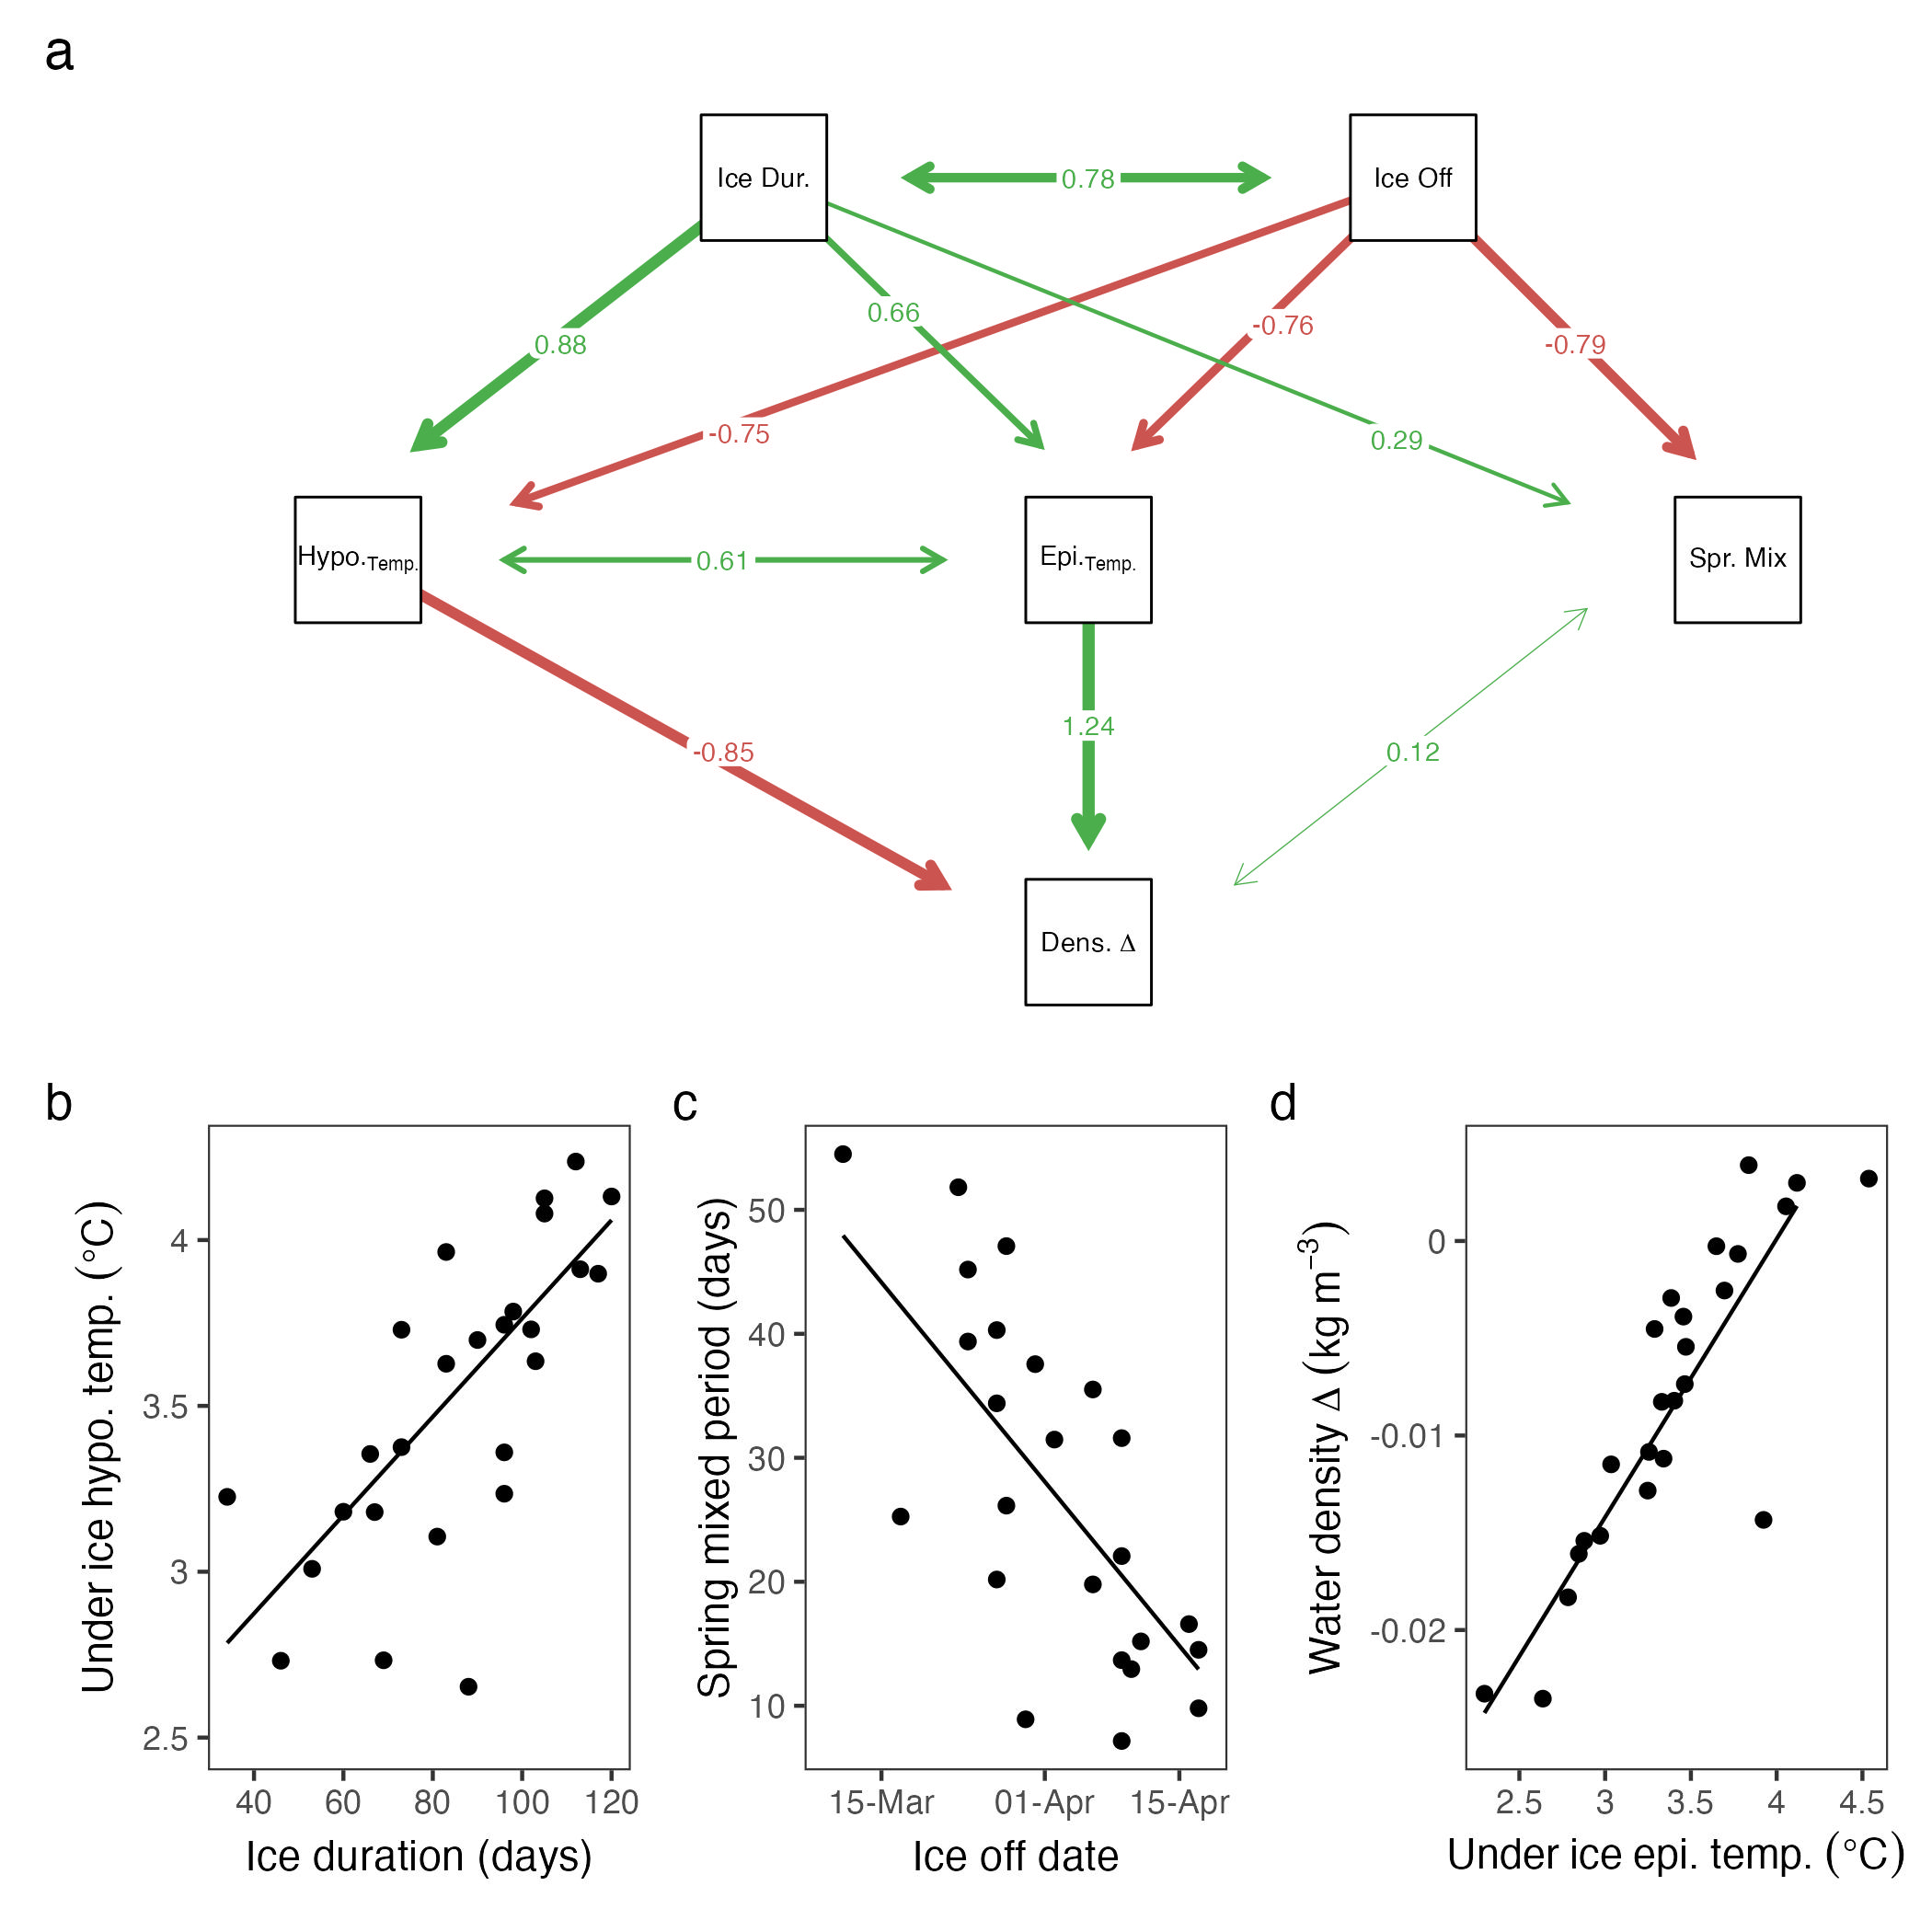 a
Ice Dur.
0.78
Ice Off
0.66
-0.76
0.88
-0.79
-0.75
0.29
Hypo.Temp.
0.61
Epi.Temp.
Spr. Mix
1.24
-0.85
0.12
Dens. Δ
b
Under ice hypo. temp. (°C)
4
3.5
3
2.5
40 60 80 100 120
Ice duration (days)
c
Spring mixed period (days)
50
40
30
20
10
15-Mar 01-Apr 15-Apr
Ice off date
d
Water density Δ (kg m⁻³)
0
-0.01
-0.02
2.5 3 3.5 4 4.5
Under ice epi. temp. (°C)